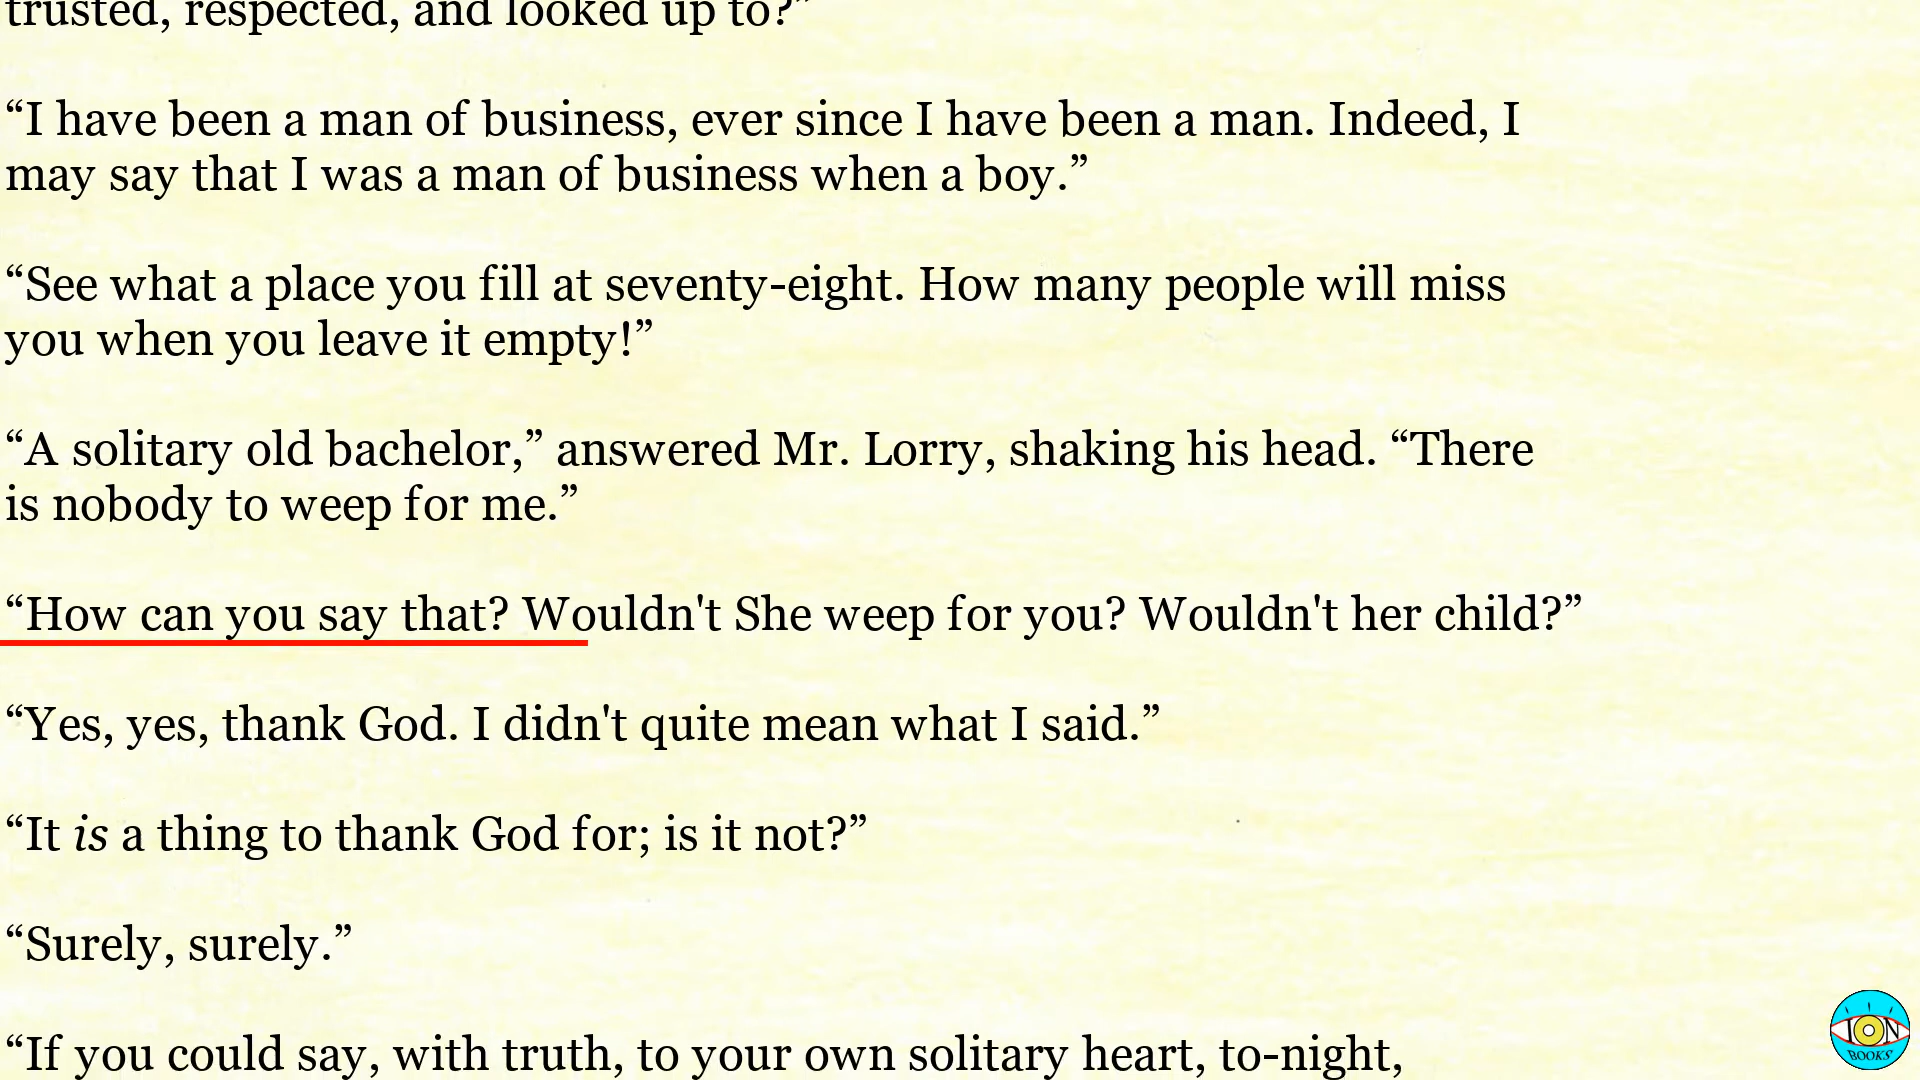 trusted, respected, and looked up to?”
“I have been a man of business, ever since I have been a man. Indeed, I
may say that I was a man of business when a boy.”
“See what a place you fill at seventy-eight. How many people will miss
you when you leave it empty!”
“A solitary old bachelor,” answered Mr. Lorry, shaking his head. “There
is nobody to weep for me.”
“How can you say that? Wouldn't She weep for you? Wouldn't her child?”
“Yes, yes, thank God. I didn't quite mean what I said.”
“It is a thing to thank God for; is it not?”
“Surely, surely.”
“If you could say, with truth, to your own solitary heart, to-night,
ION
BOOKS